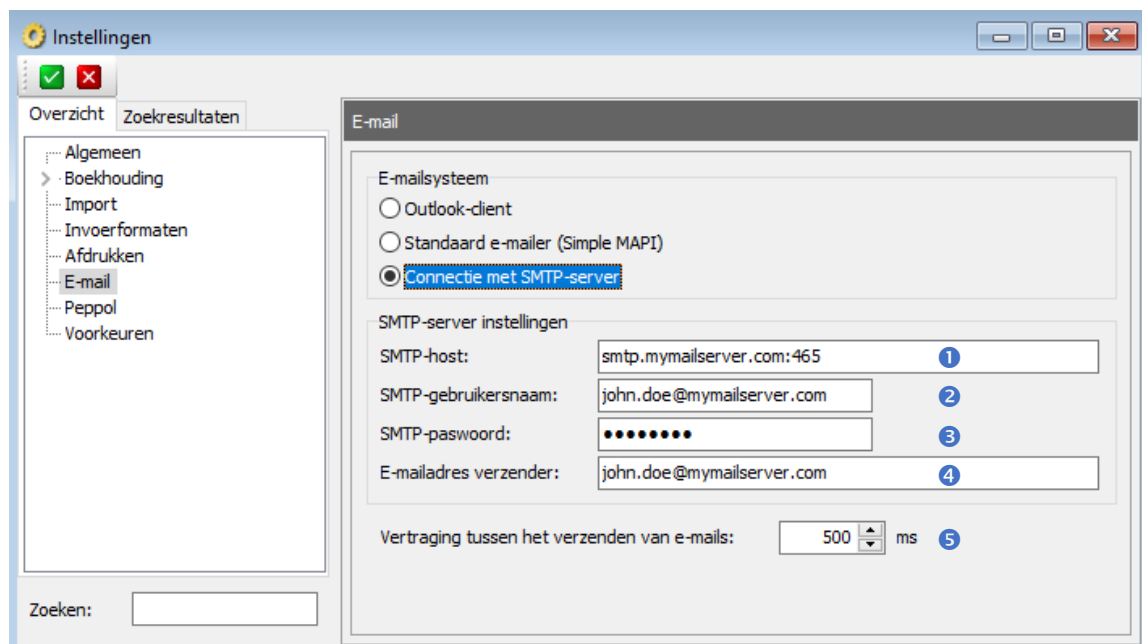 Instellingen
Overzicht Zoekresultaten
Algemeen
Boekhouding
Import
Invoerformaten
Afdrukken
E-mail
Peppol
Voorkeuren
Zoeken:
E-mail
E-mailsysteem
Outlook-client
Standaard e-mailer (Simple MAPI)
Connectie met SMTP-server
SMTP-server instellingen
SMTP-host: smtp.mymailserver.com:465 1
SMTP-gebruikersnaam: john.doe@mymailserver.com 2
SMTP-paswoord: ●●●●●●●● 3
E-mailadres verzender: john.doe@mymailserver.com 4
Vertraging tussen het verzenden van e-mails: 500 ms 5